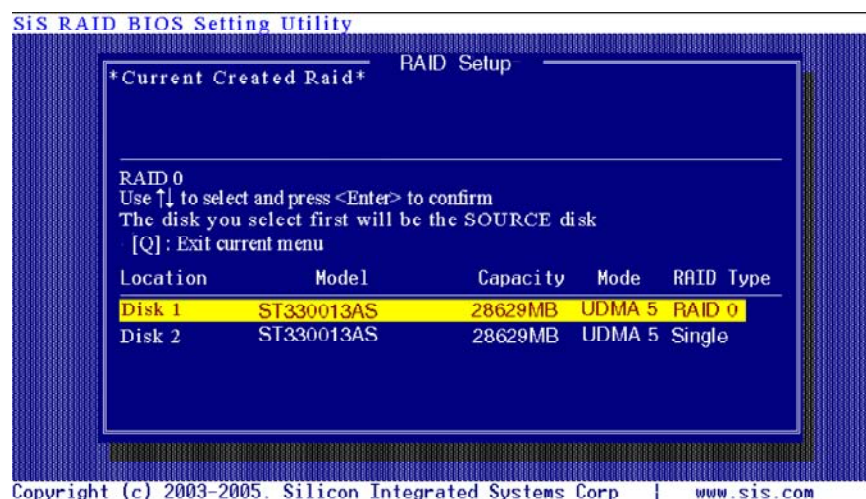 SiS RAID BIOS Setting Utility
RAID Setup
*Current Created Raid*
RAID 0
Use ↑↓ to select and press <Enter> to confirm
The disk you select first will be the SOURCE disk
[Q] : Exit current menu
Location Model Capacity Mode RAID Type
Disk 1 ST330013AS 28629MB UDMA 5 RAID 0
Disk 2 ST330013AS 28629MB UDMA 5 Single
Copyright (c) 2003-2005. Silicon Integrated Systems Corp | www.sis.com